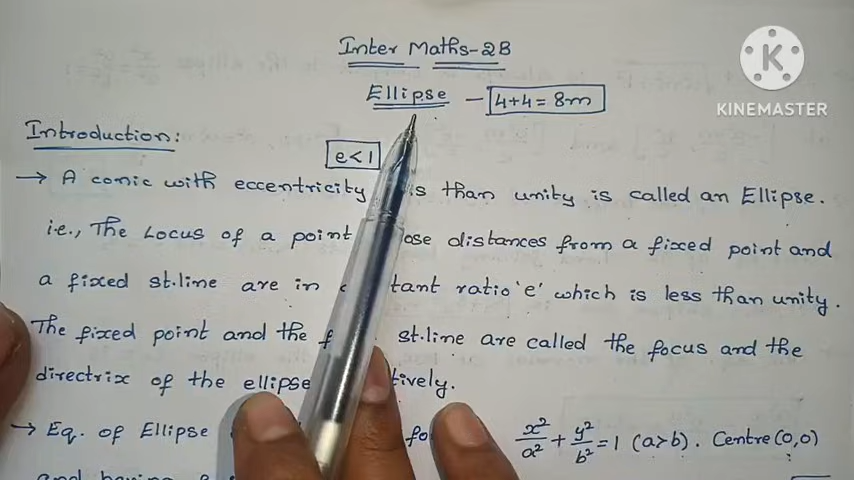 Inter Maths-2B
Ellipse - 4+4=8m
KINEMASTER
Introduction:
e<1
→ A conic with eccentricity is than unity is called an Ellipse.
i.e., The Locus of a point ose distances from a fixed point and
a fixed st.line are in tant ratio 'e' which is less than unity.
The fixed point and the f st.line are called the focus and the
directrix of the ellipse tively.
→ Eq. of Ellipse fo x²/a² + y²/b² = 1 (a>b). Centre (0,0)